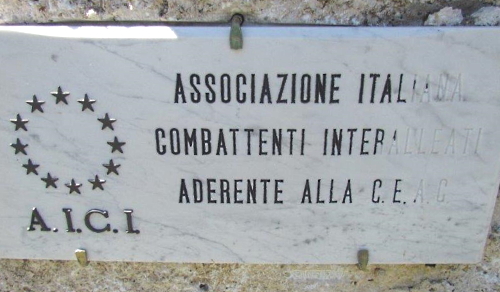 ASSOCIAZIONE ITALIANA
COMBATTENTI INTERALLEATI
ADERENTE ALLA C.E.A.C
A.I.C.I.